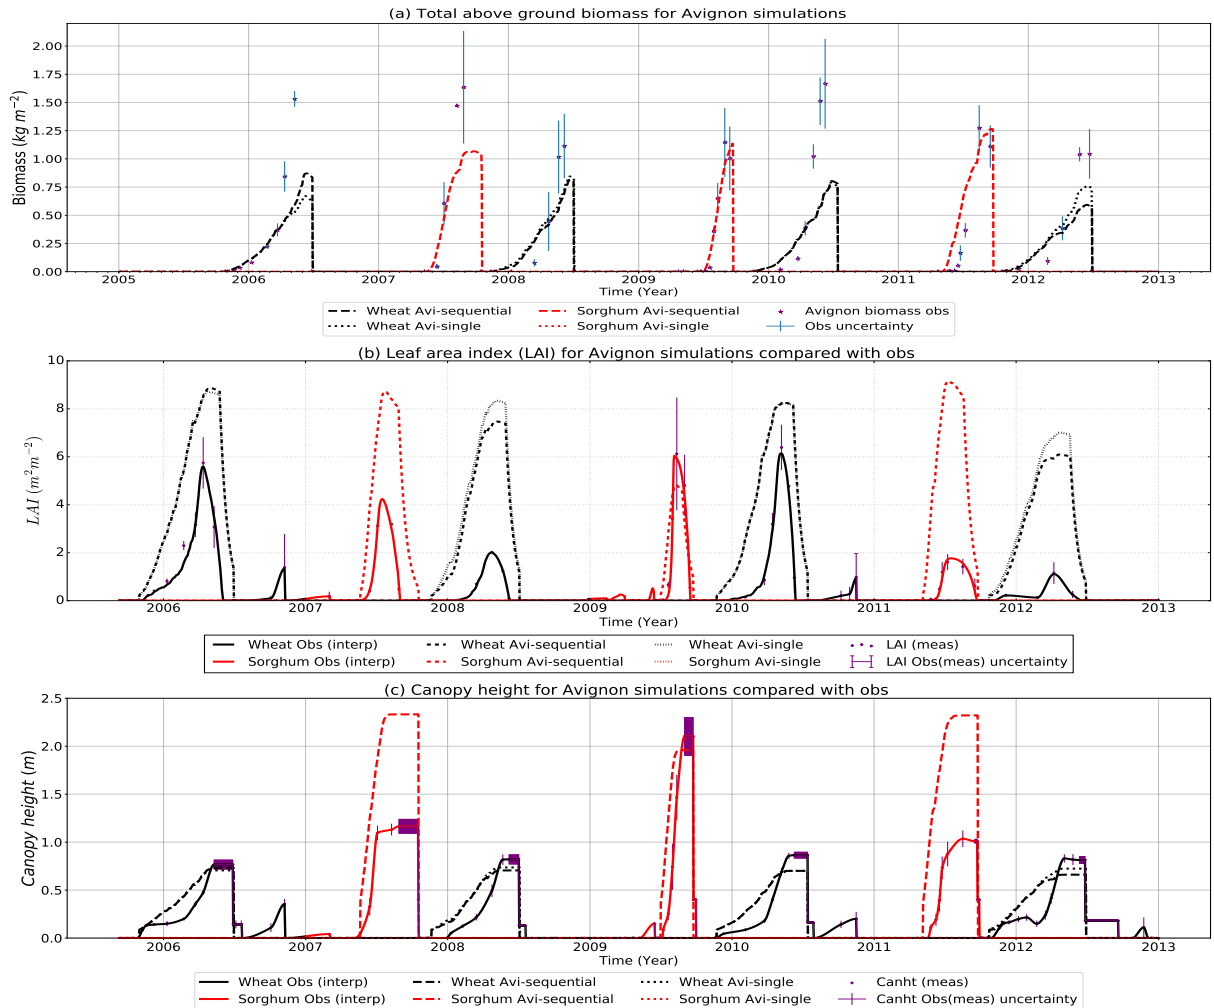 (a) Total above ground biomass for Avignon simulations
Biomass (kg m−2)
2.00
1.75
1.50
1.25
1.00
0.75
0.50
0.25
0.00
2005 2006 2007 2008 2009 2010 2011 2012 2013
Time (Year)
Wheat Avi-sequential Sorghum Avi-sequential Avignon biomass obs
Wheat Avi-single Sorghum Avi-single Obs uncertainty
(b) Leaf area index (LAI) for Avignon simulations compared with obs
LAI (m2m−2)
10
8
6
4
2
0
2006 2007 2008 2009 2010 2011 2012 2013
Time (Year)
Wheat Obs (interp) Wheat Avi-sequential Wheat Avi-single LAI (meas)
Sorghum Obs (interp) Sorghum Avi-sequential Sorghum Avi-single LAI Obs(meas) uncertainty
(c) Canopy height for Avignon simulations compared with obs
Canopy height (m)
2.5
2.0
1.5
1.0
0.5
0.0
2006 2007 2008 2009 2010 2011 2012 2013
Time (Year)
Wheat Obs (interp) Wheat Avi-sequential Wheat Avi-single Canht (meas)
Sorghum Obs (interp) Sorghum Avi-sequential Sorghum Avi-single Canht Obs(meas) uncertainty